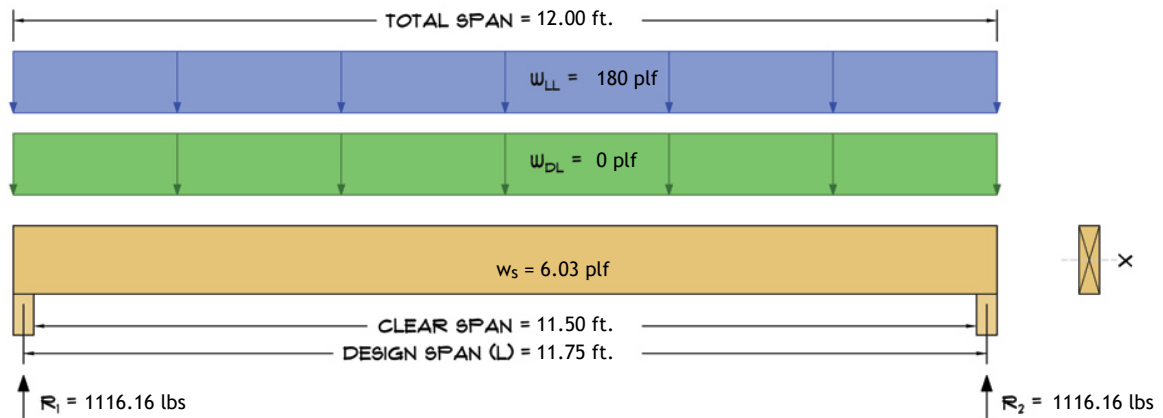 TOTAL SPAN = 12.00 ft.
wLL = 180 plf
wDL = 0 plf
ws = 6.03 plf
X
CLEAR SPAN = 11.50 ft.
DESIGN SPAN (L) = 11.75 ft.
R1 = 1116.16 lbs
R2 = 1116.16 lbs